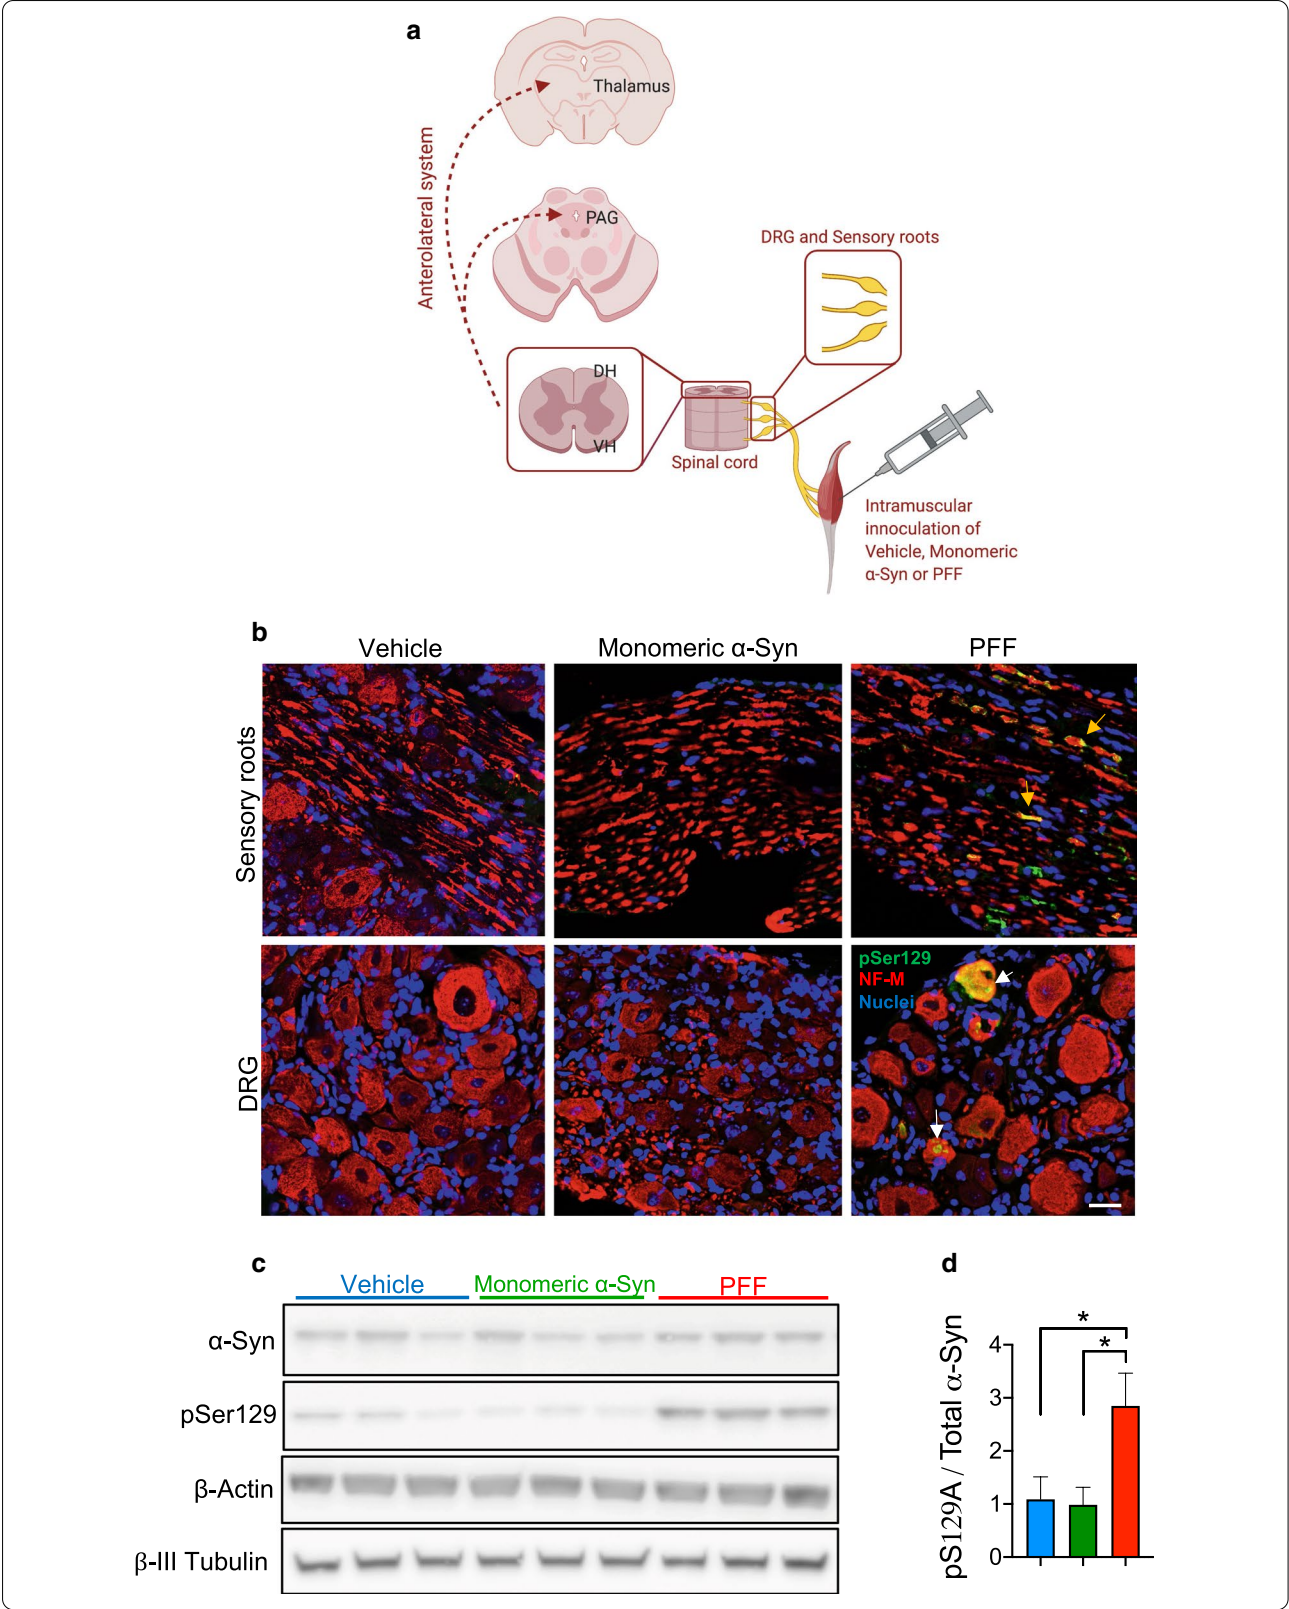 a
Thalamus
Anterolateral system
PAG
DRG and Sensory roots
DH
VH
Spinal cord
Intramuscular
innoculation of
Vehicle, Monomeric
α-Syn or PFF
b
Vehicle
Monomeric α-Syn
PFF
Sensory roots
DRG
pSer129
NF-M
Nuclei
c
Vehicle
Monomeric α-Syn
PFF
α-Syn
pSer129
β-Actin
β-III Tubulin
d
pS129A / Total α-Syn
4
3
2
1
0
*
*